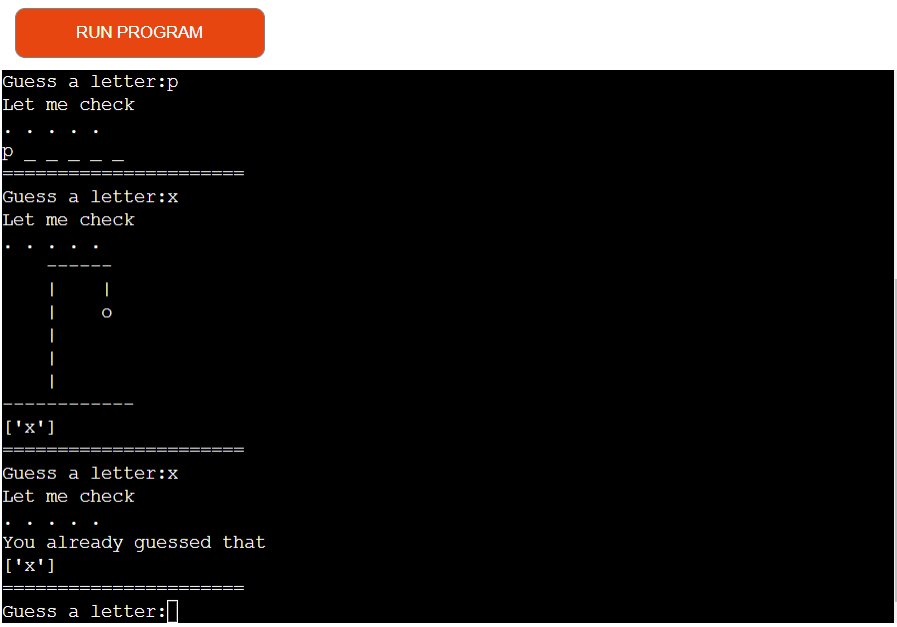 RUN PROGRAM
Guess a letter:p
Let me check
. . . . .
p _ _ _ _ _
======================
Guess a letter:x
Let me check
. . . . .
    ------
    |    |
    |    o
    |
    |
    |
------------
['x']
======================
Guess a letter:x
Let me check
. . . . .
You already guessed that
['x']
======================
Guess a letter: